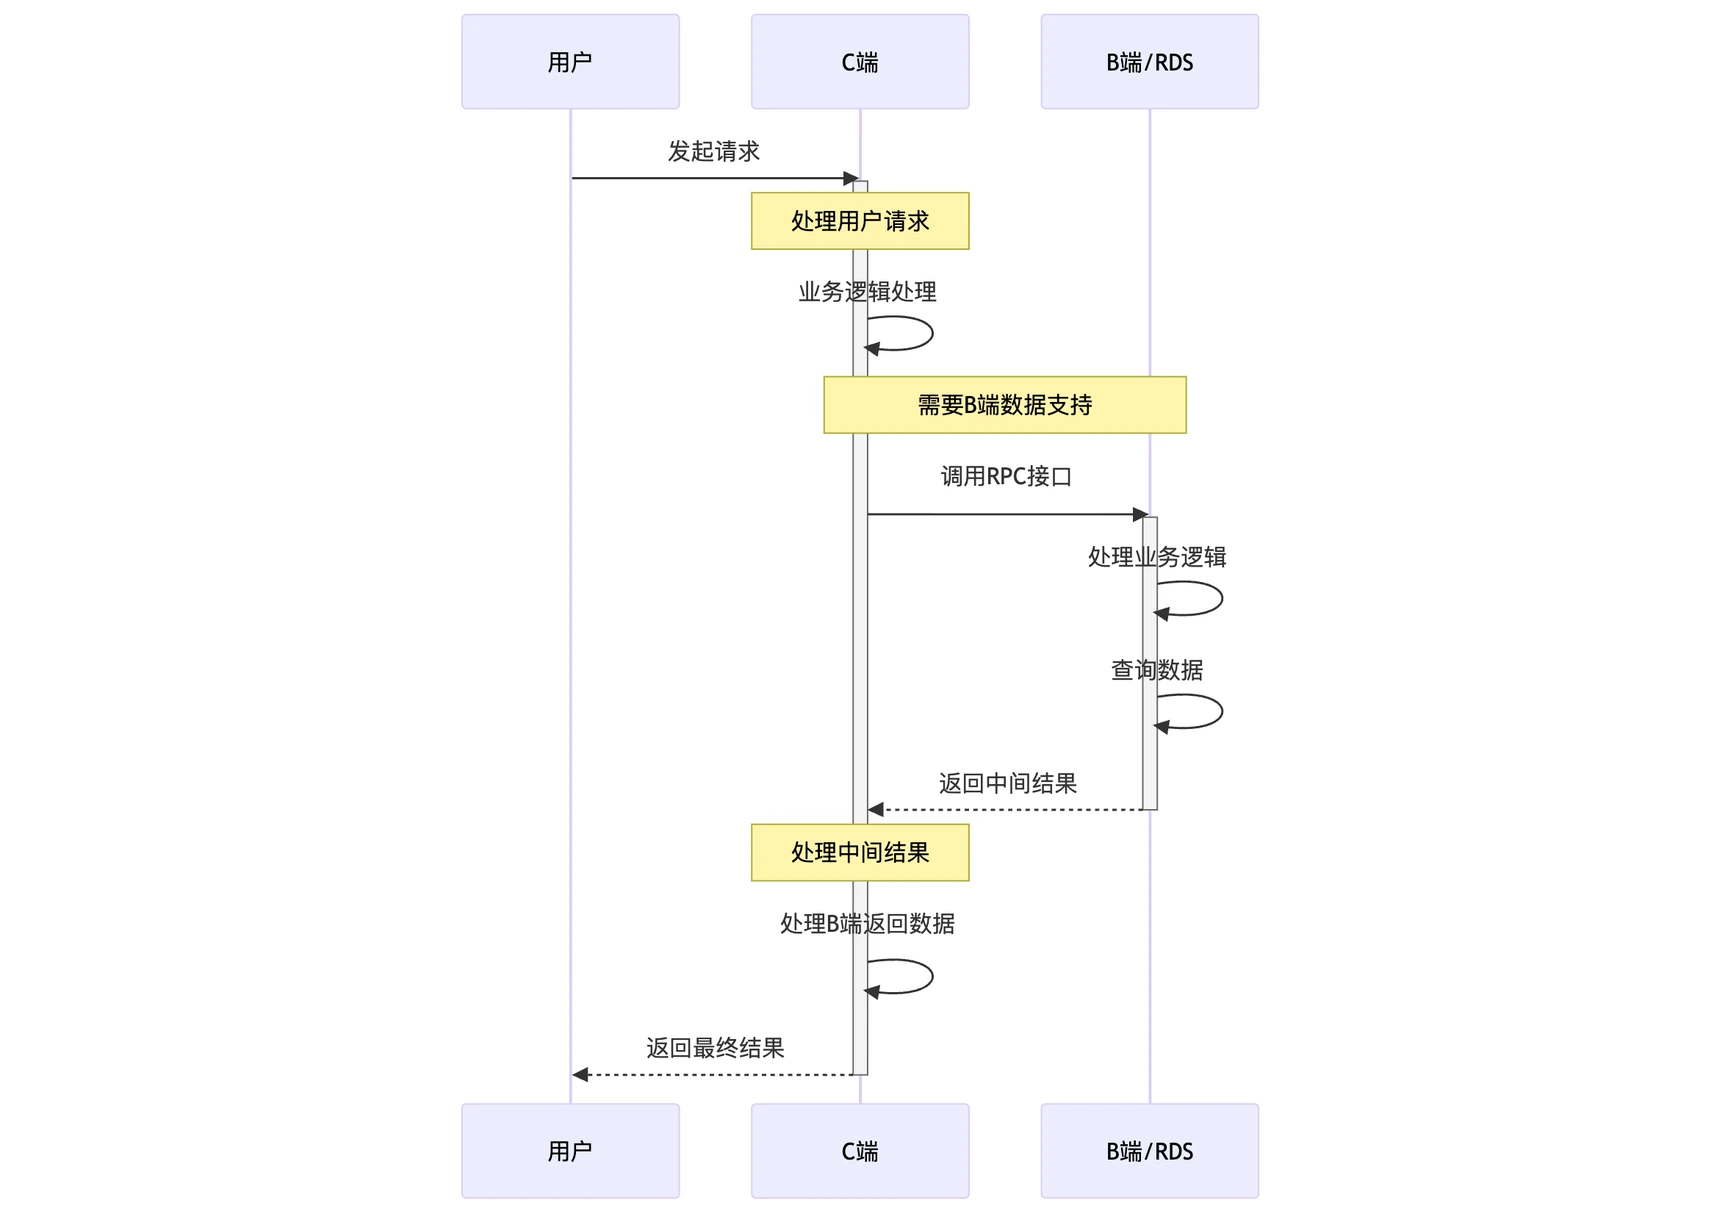 用户
C端
B端/RDS
发起请求
处理用户请求
业务逻辑处理
需要B端数据支持
调用RPC接口
处理业务逻辑
查询数据
返回中间结果
处理中间结果
处理B端返回数据
返回最终结果
用户
C端
B端/RDS